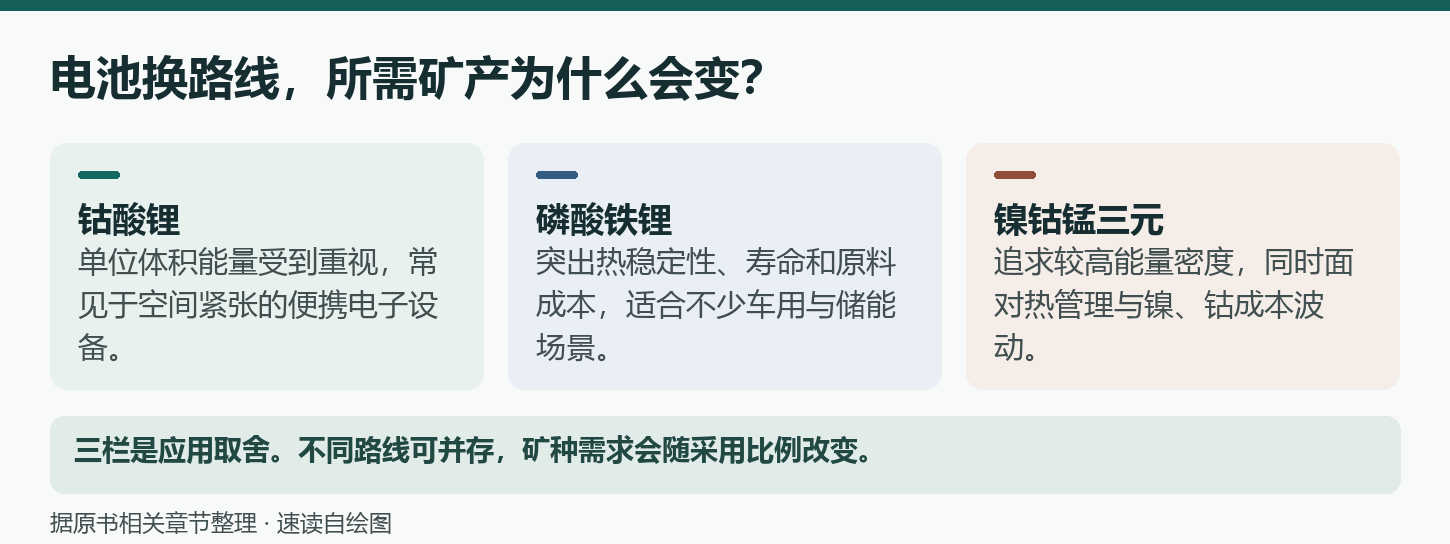 电池换路线，所需矿产为什么会变？
钴酸锂
单位体积能量受到重视，常
见于空间紧张的便携电子设
备。
磷酸铁锂
突出热稳定性、寿命和原料
成本，适合不少车用与储能
场景。
镍钴锰三元
追求较高能量密度，同时面
对热管理与镍、钴成本波
动。
三栏是应用取舍。不同路线可并存，矿种需求会随采用比例改变。
据原书相关章节整理 · 速读自绘图